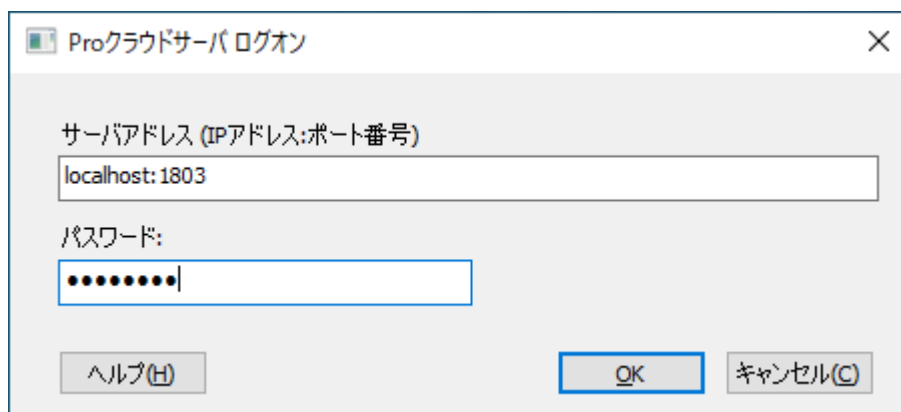 Proクラウドサーバ ログオン
サーバアドレス (IPアドレス:ポート番号)
localhost:1803
パスワード:
●●●●●●●●
ヘルプ(H)
OK
キャンセル(C)